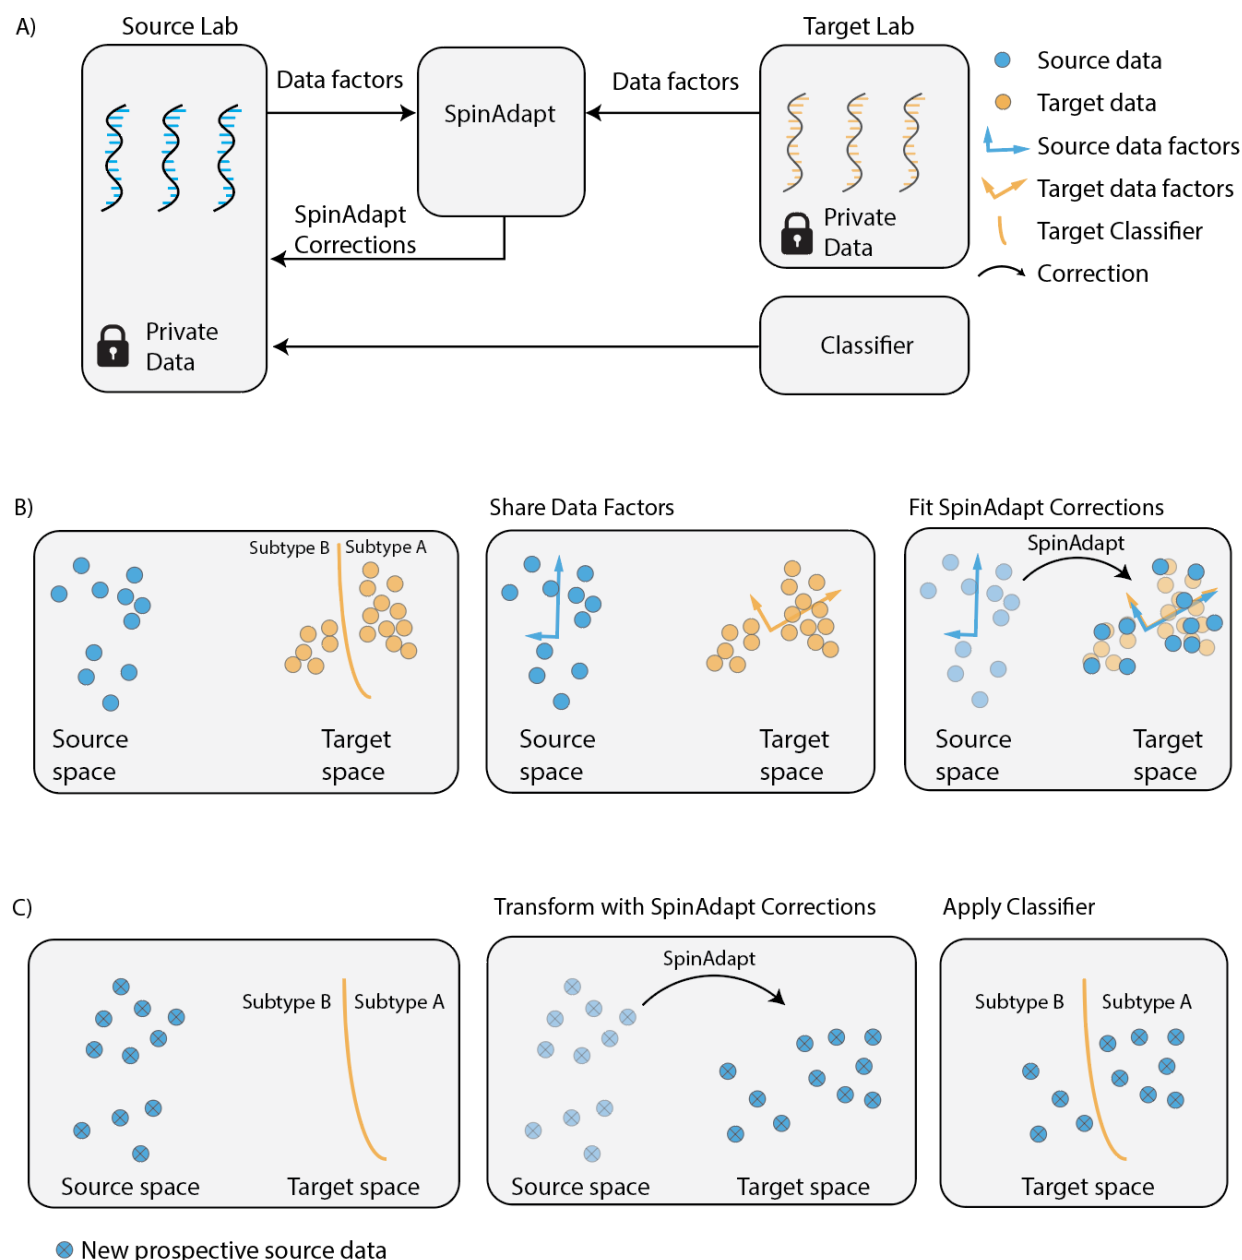 A)
Source Lab
Target Lab
Data factors
SpinAdapt
Data factors
Source data
Target data
Source data factors
Target data factors
Target Classifier
Correction
SpinAdapt
Corrections
Private
Data
Private
Data
Classifier
B)
Share Data Factors
Fit SpinAdapt Corrections
Subtype B
Subtype A
SpinAdapt
Source
space
Target
space
Source
space
Target
space
Source
space
Target
space
C)
Transform with SpinAdapt Corrections
Apply Classifier
Subtype B
Subtype A
SpinAdapt
Subtype B
Subtype A
Source space
Target space
Source space
Target space
Target space
New prospective source data